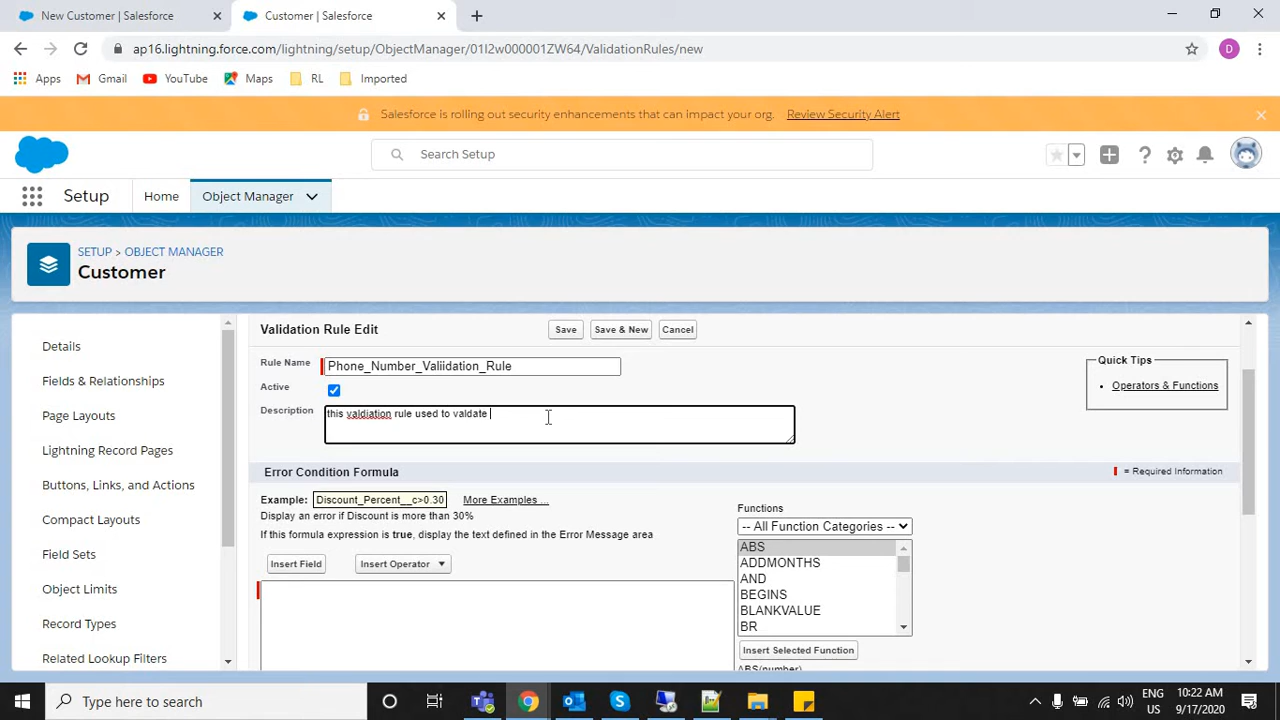 New Customer | Salesforce
Customer | Salesforce
ap16.lightning.force.com/lightning/setup/ObjectManager/01I2w000001ZW64/ValidationRules/new
D
Apps
Gmail
YouTube
Maps
RL
Imported
Salesforce is rolling out security enhancements that can impact your org. Review Security Alert
Search Setup
Setup
Home
Object Manager
SETUP > OBJECT MANAGER
Customer
Details
Fields & Relationships
Page Layouts
Lightning Record Pages
Buttons, Links, and Actions
Compact Layouts
Field Sets
Object Limits
Record Types
Related Lookup Filters
Validation Rule Edit
Save
Save & New
Cancel
Rule Name
Phone_Number_Valiidation_Rule
Active
Description
this valdiation rule used to valdate
Quick Tips
Operators & Functions
Error Condition Formula
= Required Information
Example:
Discount_Percent__c>0.30
More Examples ...
Display an error if Discount is more than 30%
If this formula expression is true, display the text defined in the Error Message area
Insert Field
Insert Operator
Functions
-- All Function Categories --
ABS
ADDMONTHS
AND
BEGINS
BLANKVALUE
BR
Insert Selected Function
ABS(number)
Type here to search
ENG
US
10:22 AM
9/17/2020